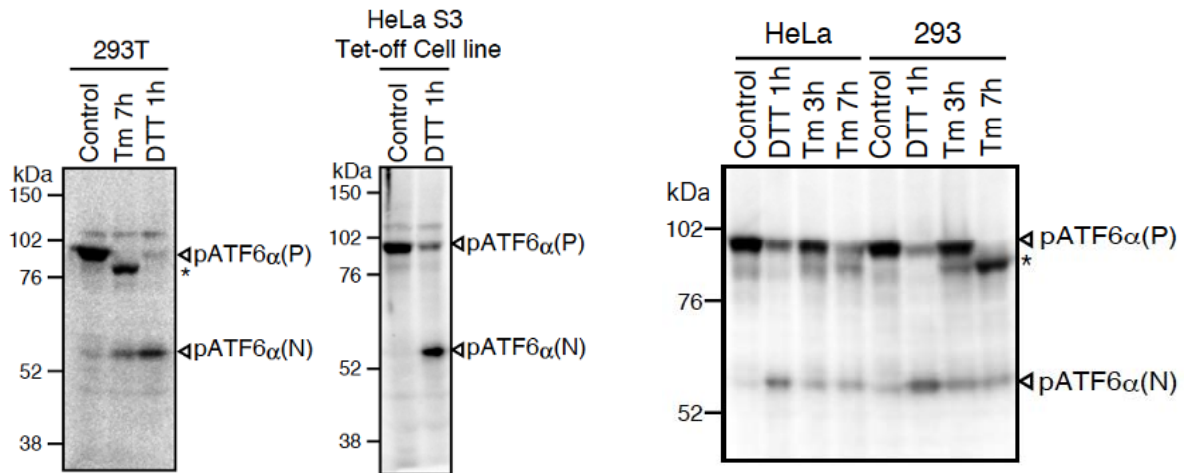 293T
Control
Tm 7h
DTT 1h
kDa
150
102
76
52
38
pATF6α(P)
*
pATF6α(N)
HeLa S3
Tet-off Cell line
Control
DTT 1h
kDa
150
102
76
52
38
pATF6α(P)
pATF6α(N)
HeLa
293
Control
DTT 1h
Tm 3h
Tm 7h
Control
DTT 1h
Tm 3h
Tm 7h
kDa
102
76
52
pATF6α(P)
*
pATF6α(N)